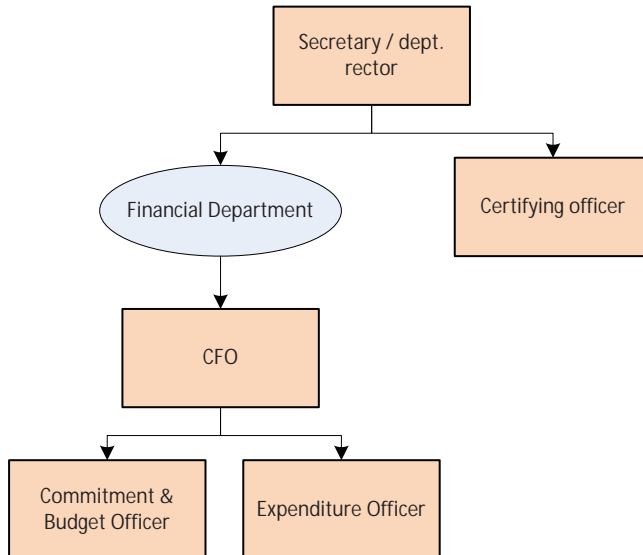 Secretary / dept.
rector
Financial Department
Certifying officer
CFO
Commitment &
Budget Officer
Expenditure Officer